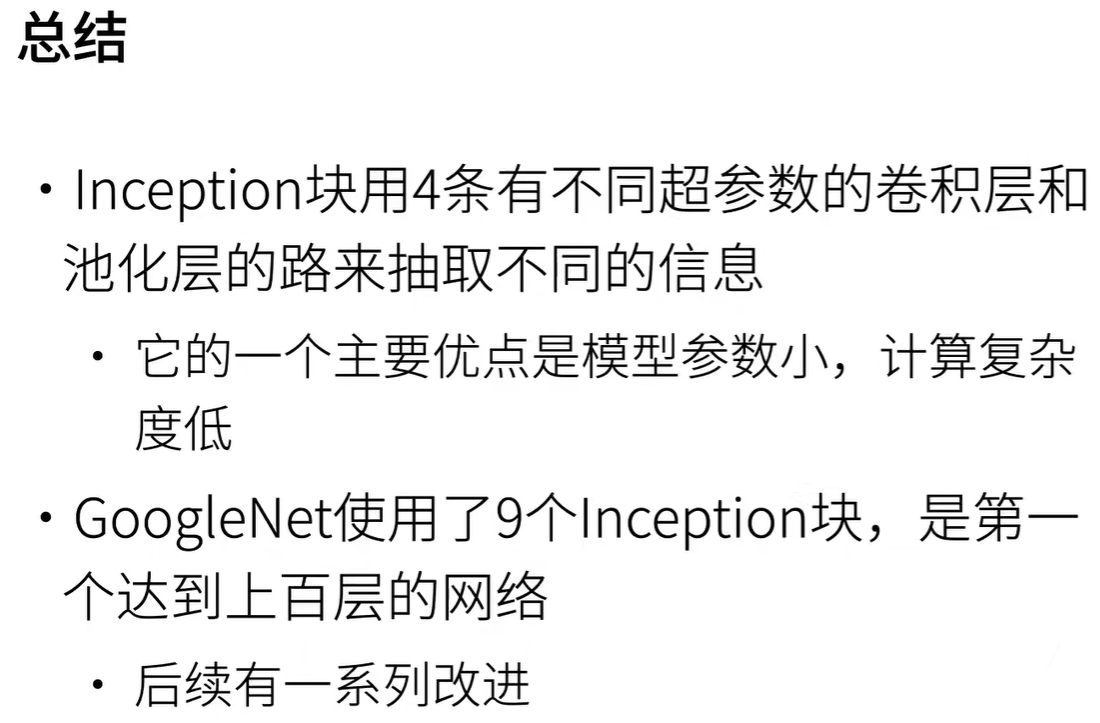 总结
• Inception块用4条有不同超参数的卷积层和
池化层的路来抽取不同的信息
• 它的一个主要优点是模型参数小，计算复杂
度低
• GoogleNet使用了9个Inception块，是第一
个达到上百层的网络
• 后续有一系列改进